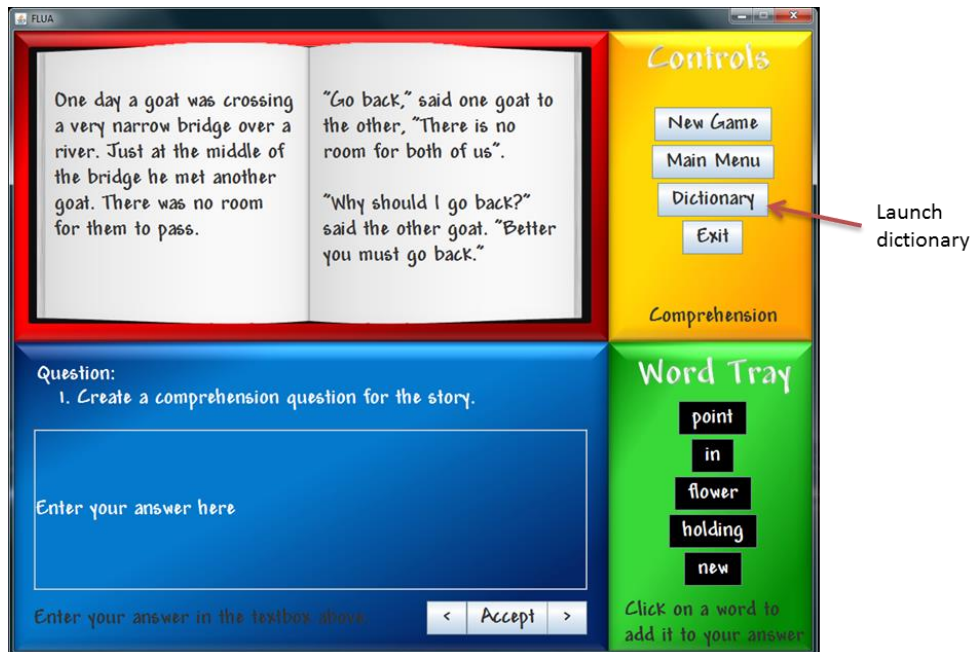 FLUA
One day a goat was crossing
a very narrow bridge over a
river. Just at the middle of
the bridge he met another
goat. There was no room
for them to pass.
"Go back," said one goat to
the other, "There is no
room for both of us".
"Why should I go back?"
said the other goat. "Better
you must go back."
Controls
New Game
Main Menu
Dictionary
Exit
Comprehension
Launch
dictionary
Question:
1. Create a comprehension question for the story.
Enter your answer here
Enter your answer in the textbox above
< Accept >
Word Tray
point
in
flower
holding
new
Click on a word to
add it to your answer